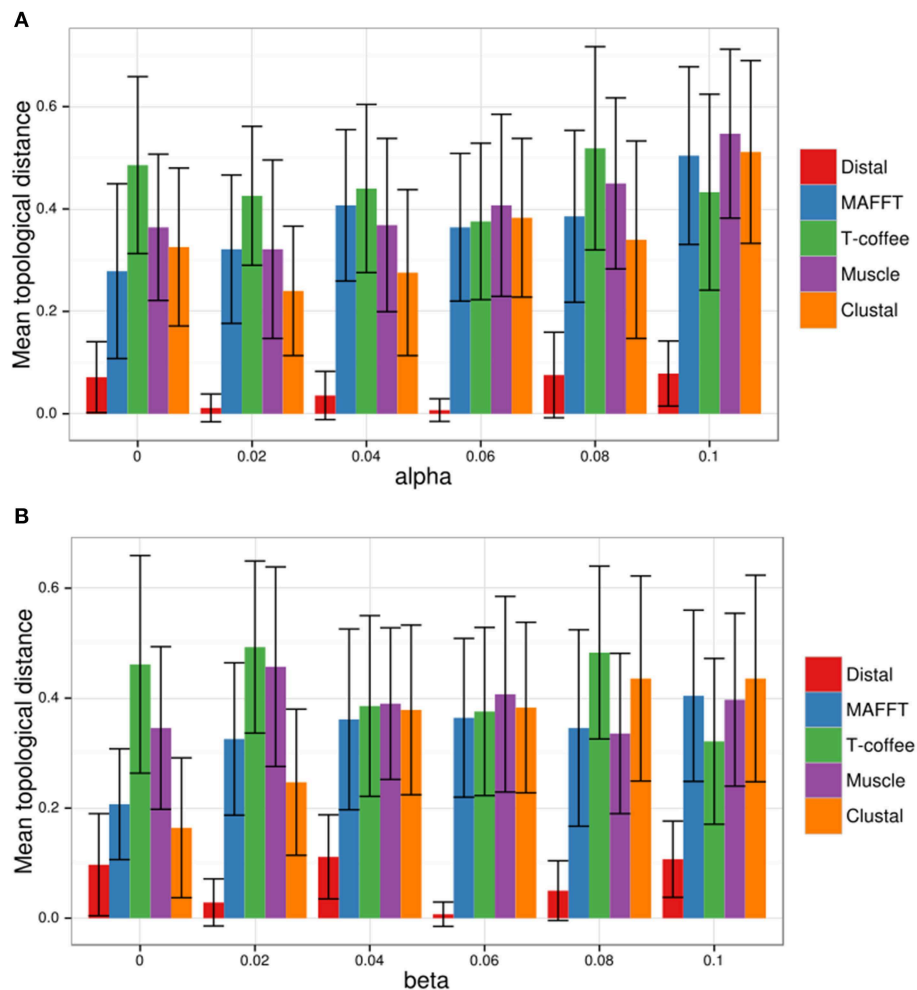 A
Mean topological distance
0.6
0.4
0.2
0.0
0 0.02 0.04 0.06 0.08 0.1
alpha
Distal
MAFFT
T-coffee
Muscle
Clustal
B
Mean topological distance
0.6
0.4
0.2
0.0
0 0.02 0.04 0.06 0.08 0.1
beta
Distal
MAFFT
T-coffee
Muscle
Clustal